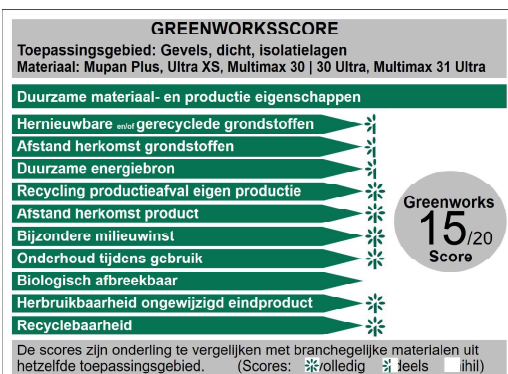 GREENWORKSSCORE
Toepassingsgebied: Gevels, dicht, isolatielagen
Materiaal: Mupan Plus, Ultra XS, Multimax 30 | 30 Ultra, Multimax 31 Ultra
Duurzame materiaal- en productie eigenschappen
Hernieuwbare en/of gerecyclede grondstoffen
Afstand herkomst grondstoffen
Duurzame energiebron
Recycling productieafval eigen productie
Afstand herkomst product
Bijzondere milieuwinst
Onderhoud tijdens gebruik
Biologisch afbreekbaar
Herbruikbaarheid ongewijzigd eindproduct
Recyclebaarheid
Greenworks
15/20
Score
De scores zijn onderling te vergelijken met branchegelijke materialen uit
hetzelfde toepassingsgebied. (Scores: volledig deels ihil)